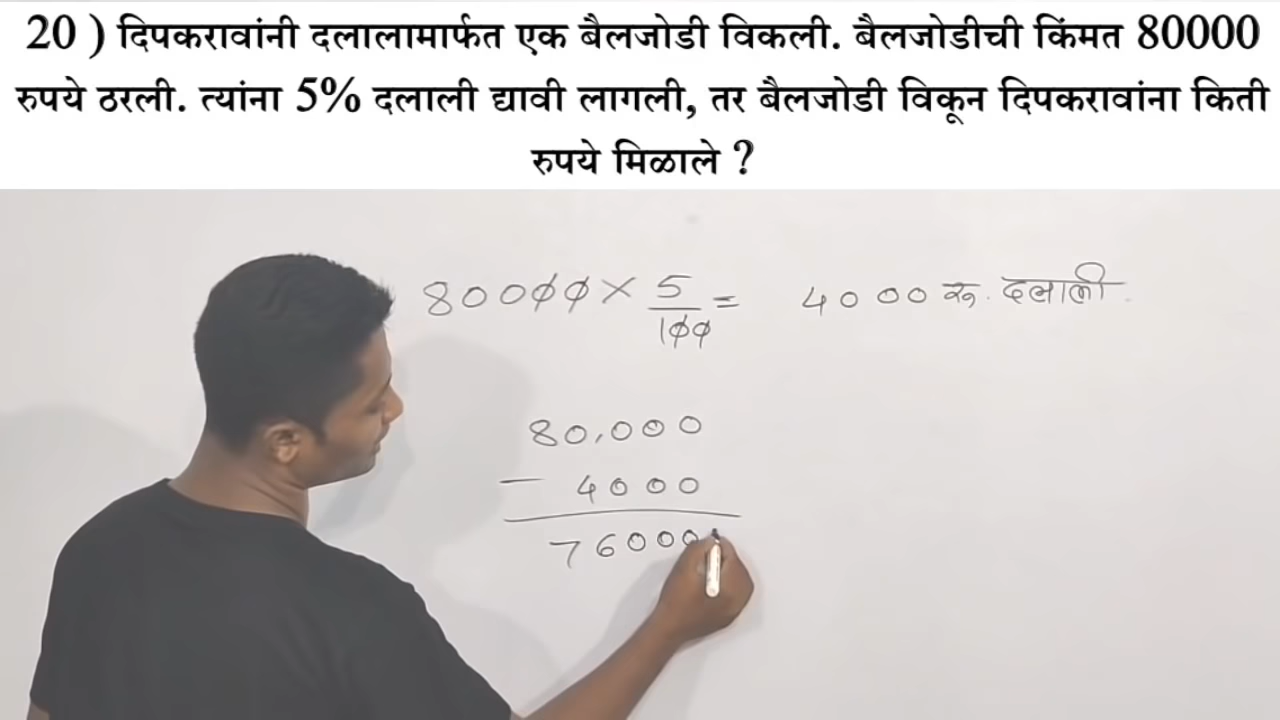 20 ) दिपकरावांनी दलालामार्फत एक बैलजोडी विकली. बैलजोडीची किंमत 80000
रुपये ठरली. त्यांना 5% दलाली द्यावी लागली, तर बैलजोडी विकून दिपकरावांना किती
रुपये मिळाले ?
80000 × 5/100 = 4000 रु. दलाली.
80,000
- 4000
76000